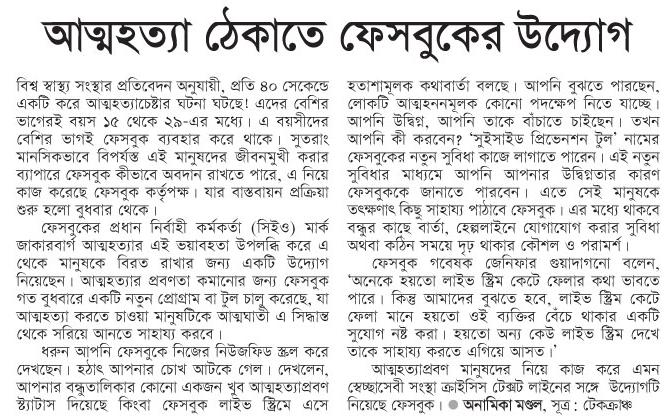 আত্মহত্যা ঠেকাতে ফেসবুকের উদ্যোগ
বিশ্ব স্বাস্থ্য সংস্থার প্রতিবেদন অনুযায়ী, প্রতি ৪০ সেকেন্ডে
একটি করে আত্মহত্যাচেষ্টার ঘটনা ঘটছে! এদের বেশির
ভাগেরই বয়স ১৫ থেকে ২৯-এর মধ্যে। এ বয়সীদের
বেশির ভাগই ফেসবুক ব্যবহার করে থাকে। সুতরাং
মানসিকভাবে বিপর্যস্ত এই মানুষদের জীবনমুখী করার
ব্যাপারে ফেসবুক কীভাবে অবদান রাখতে পারে, এ নিয়ে
কাজ করেছে ফেসবুক কর্তৃপক্ষ। যার বাস্তবায়ন প্রক্রিয়া
শুরু হলো বুধবার থেকে।
ফেসবুকের প্রধান নির্বাহী কর্মকর্তা (সিইও) মার্ক
জাকারবার্গ আত্মহত্যার এই ভয়াবহতা উপলব্ধি করে এ
থেকে মানুষকে বিরত রাখার জন্য একটি উদ্যোগ
নিয়েছেন। আত্মহত্যার প্রবণতা কমানোর জন্য ফেসবুক
গত বুধবারে একটি নতুন প্রোগ্রাম বা টুল চালু করেছে, যা
আত্মহত্যা করতে চাওয়া মানুষটিকে আত্মঘাতী এ সিদ্ধান্ত
থেকে সরিয়ে আনতে সাহায্য করবে।
ধরুন আপনি ফেসবুকে নিজের নিউজফিড স্ক্রল করে
দেখছেন। হঠাৎ আপনার চোখ আটকে গেল। দেখলেন,
আপনার বন্ধুতালিকার কোনো একজন খুব আত্মহত্যাপ্রবণ
স্ট্যাটাস দিয়েছে কিংবা ফেসবুক লাইভ স্ট্রিমে এসে
হতাশামূলক কথাবার্তা বলছে। আপনি বুঝতে পারছেন,
লোকটি আত্মহননমূলক কোনো পদক্ষেপ নিতে যাচ্ছে।
আপনি উদ্বিগ্ন, আপনি তাকে বাঁচাতে চাইছেন। তখন
আপনি কী করবেন? ‘সুইসাইড প্রিভেনশন টুল’ নামের
ফেসবুকের নতুন সুবিধা কাজে লাগাতে পারেন। এই নতুন
সুবিধার মাধ্যমে আপনি আপনার উদ্বিগ্নতার কারণ
ফেসবুককে জানাতে পারবেন। এতে সেই মানুষকে
তৎক্ষণাৎ কিছু সাহায্য পাঠাবে ফেসবুক। এর মধ্যে থাকবে
বন্ধুর কাছে বার্তা, হেল্পলাইনে যোগাযোগ করার সুবিধা
অথবা কঠিন সময়ে দৃঢ় থাকার কৌশল ও পরামর্শ।
ফেসবুক গবেষক জেনিফার গুয়াদাগনো বলেন,
‘অনেকে হয়তো লাইভ স্ট্রিম কেটে ফেলার কথা ভাবতে
পারে। কিন্তু আমাদের বুঝতে হবে, লাইভ স্ট্রিম কেটে
ফেলা মানে হয়তো ওই ব্যক্তির বেঁচে থাকার একটি
সুযোগ নষ্ট করা। হয়তো অন্য কেউ লাইভ স্ট্রিম দেখে
তাকে সাহায্য করতে এগিয়ে আসত।’
আত্মহত্যাপ্রবণ মানুষদের নিয়ে কাজ করে এমন
স্বেচ্ছাসেবী সংস্থা ক্রাইসিস টেক্সট লাইনের সঙ্গে উদ্যোগটি
নিয়েছে ফেসবুক। ● অনামিকা মণ্ডল, সূত্র: টেকক্রাঞ্চ